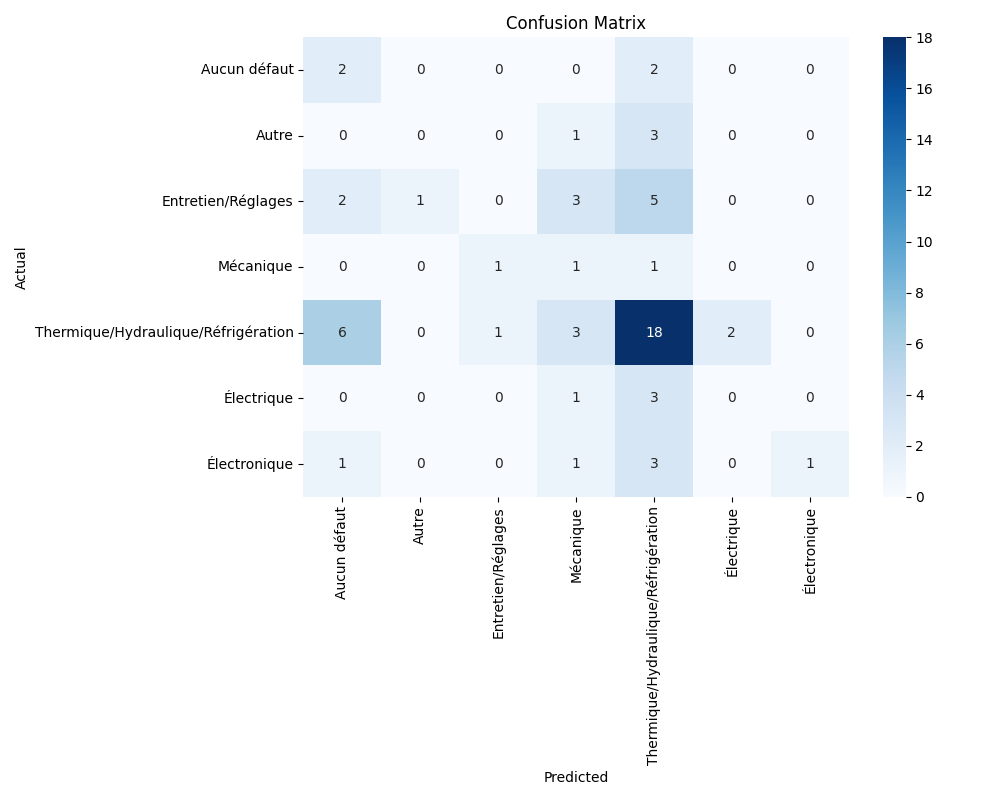 Confusion Matrix
Aucun défaut 2 0 0 0 2 0 0
Autre 0 0 0 1 3 0 0
Entretien/Réglages 2 1 0 3 5 0 0
Mécanique 0 0 1 1 1 0 0
Thermique/Hydraulique/Réfrigération 6 0 1 3 18 2 0
Électrique 0 0 0 1 3 0 0
Électronique 1 0 0 1 3 0 1
Actual
Aucun défaut
Autre
Entretien/Réglages
Mécanique
Thermique/Hydraulique/Réfrigération
Électrique
Électronique
Predicted
18
16
14
12
10
8
6
4
2
0